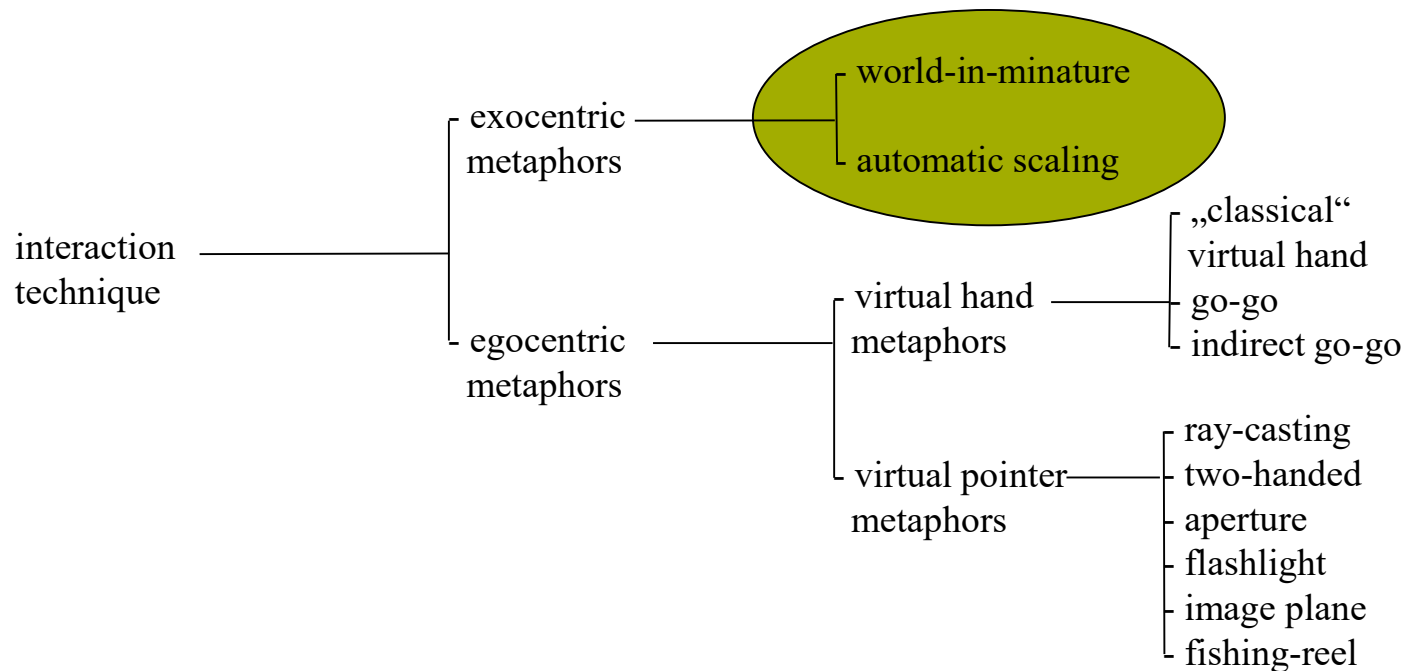 world-in-minature
exocentric
metaphors
automatic scaling
interaction
technique
egocentric
metaphors
virtual hand
metaphors
„classical“
virtual hand
go-go
indirect go-go
virtual pointer
metaphors
ray-casting
two-handed
aperture
flashlight
image plane
fishing-reel